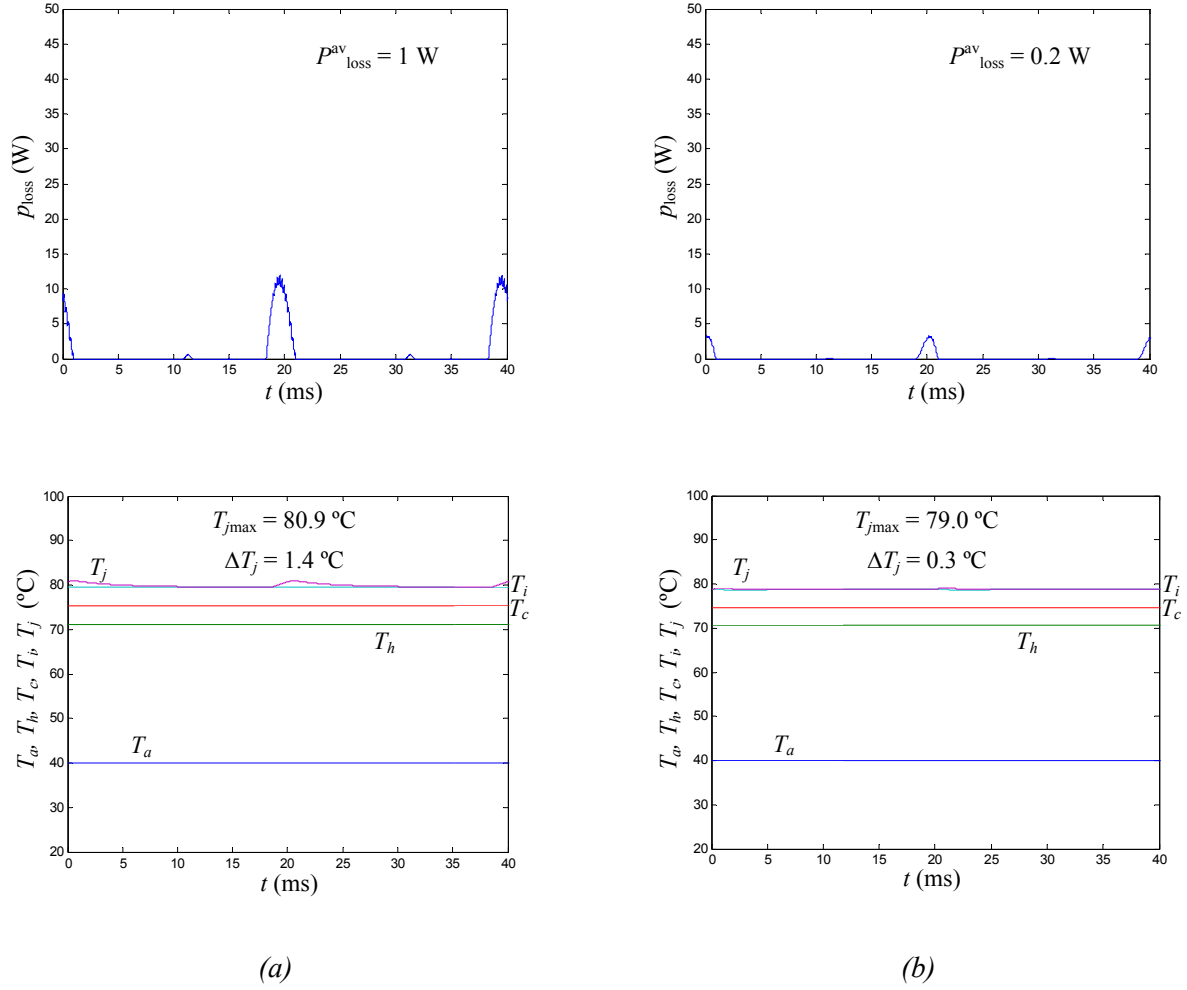 50
45
40
35
30
25
20
15
10
5
0
p_loss (W)
P^av_loss = 1 W
0 5 10 15 20 25 30 35 40
t (ms)
50
45
40
35
30
25
20
15
10
5
0
p_loss (W)
P^av_loss = 0.2 W
0 5 10 15 20 25 30 35 40
t (ms)
100
90
80
70
60
50
40
30
20
T_a, T_h, T_c, T_i, T_j (ºC)
T_jmax = 80.9 ºC
ΔT_j = 1.4 ºC
T_j
T_i
T_c
T_h
T_a
0 5 10 15 20 25 30 35 40
t (ms)
100
90
80
70
60
50
40
30
20
T_a, T_h, T_c, T_i, T_j (ºC)
T_jmax = 79.0 ºC
ΔT_j = 0.3 ºC
T_j
T_i
T_c
T_h
T_a
0 5 10 15 20 25 30 35 40
t (ms)
(a)
(b)